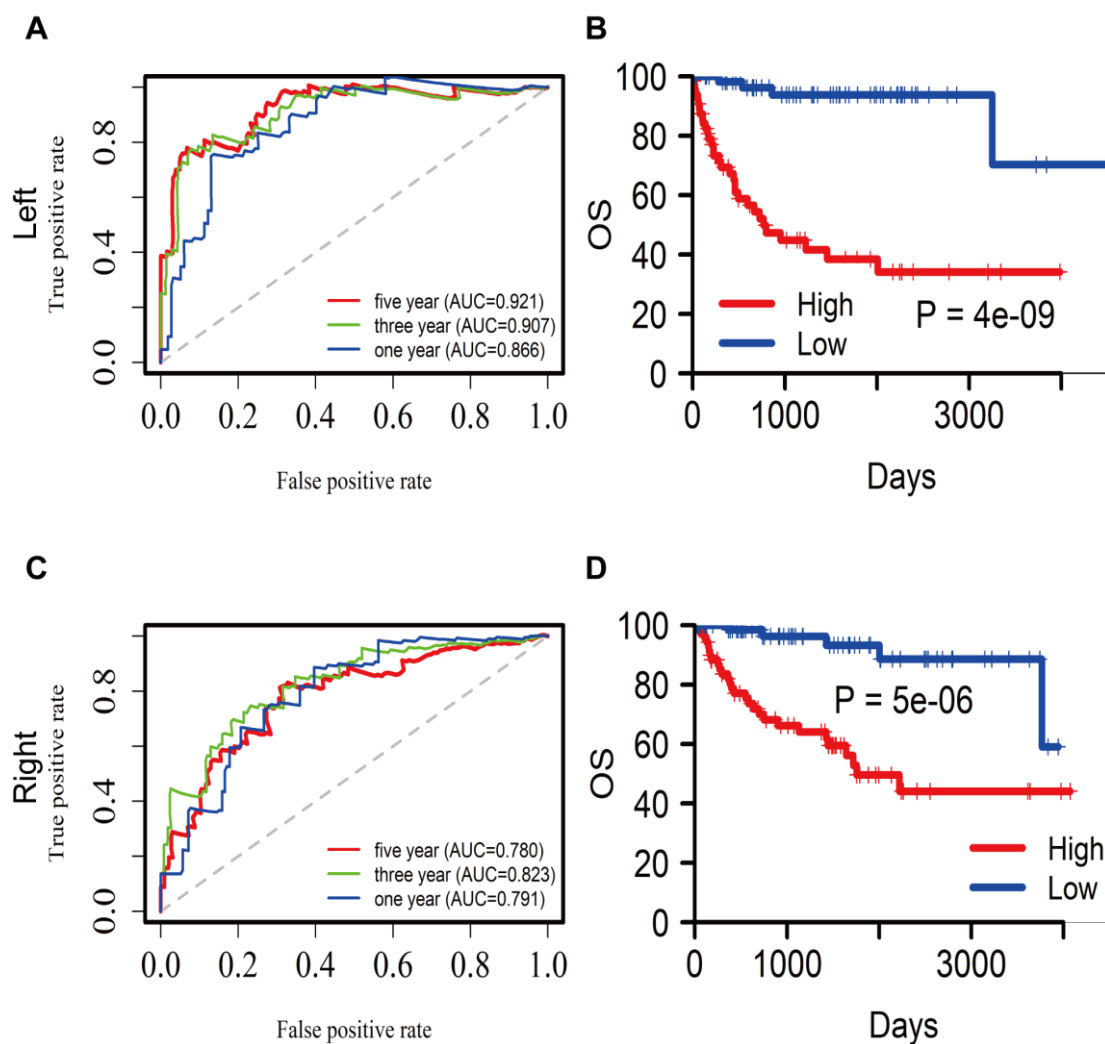 A
Left
True positive rate
0.0 0.4 0.8
five year (AUC=0.921)
three year (AUC=0.907)
one year (AUC=0.866)
0.0 0.2 0.4 0.6 0.8 1.0
False positive rate
B
OS
100
80
60
40
20
0
High
Low
P = 4e-09
0 1000 3000
Days
C
Right
True positive rate
0.0 0.4 0.8
five year (AUC=0.780)
three year (AUC=0.823)
one year (AUC=0.791)
0.0 0.2 0.4 0.6 0.8 1.0
False positive rate
D
OS
100
80
60
40
20
0
P = 5e-06
High
Low
0 1000 3000
Days